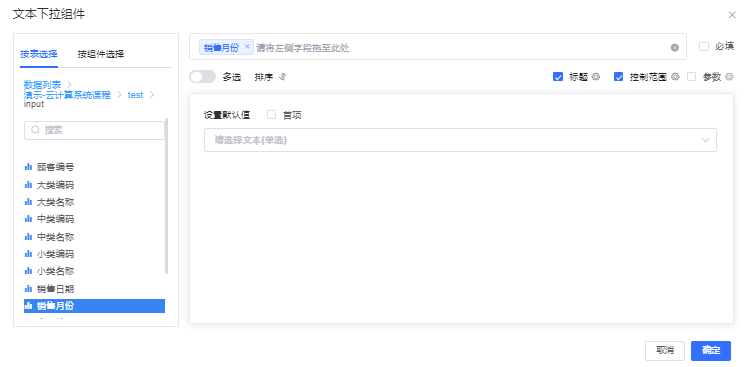 文本下拉组件
按表选择 按组件选择
数据列表
演示-云计算系统课程 test
input
搜索
顾客编号
大类编码
大类名称
中类编码
中类名称
小类编码
小类名称
销售日期
销售月份
销售月份 请将左侧字段拖至此处
必填
多选 排序
标题 控制范围 参数
设置默认值 首项
请选择文本(单选)
取消 确定